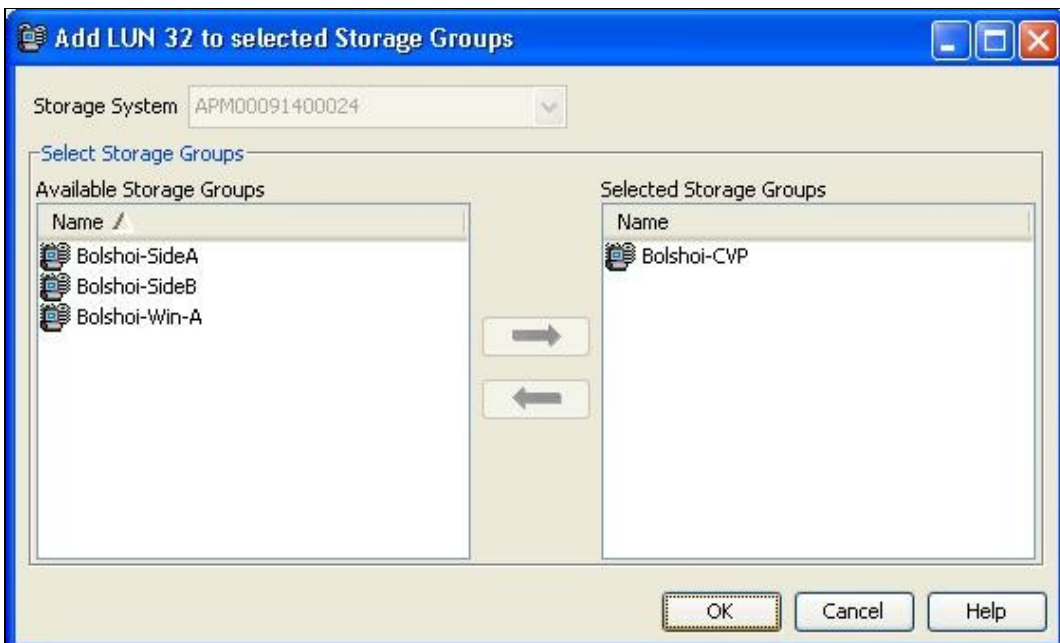 Add LUN 32 to selected Storage Groups
Storage System APM00091400024
Select Storage Groups
Available Storage Groups
Name
Bolshoi-SideA
Bolshoi-SideB
Bolshoi-Win-A
Selected Storage Groups
Name
Bolshoi-CVP
OK Cancel Help